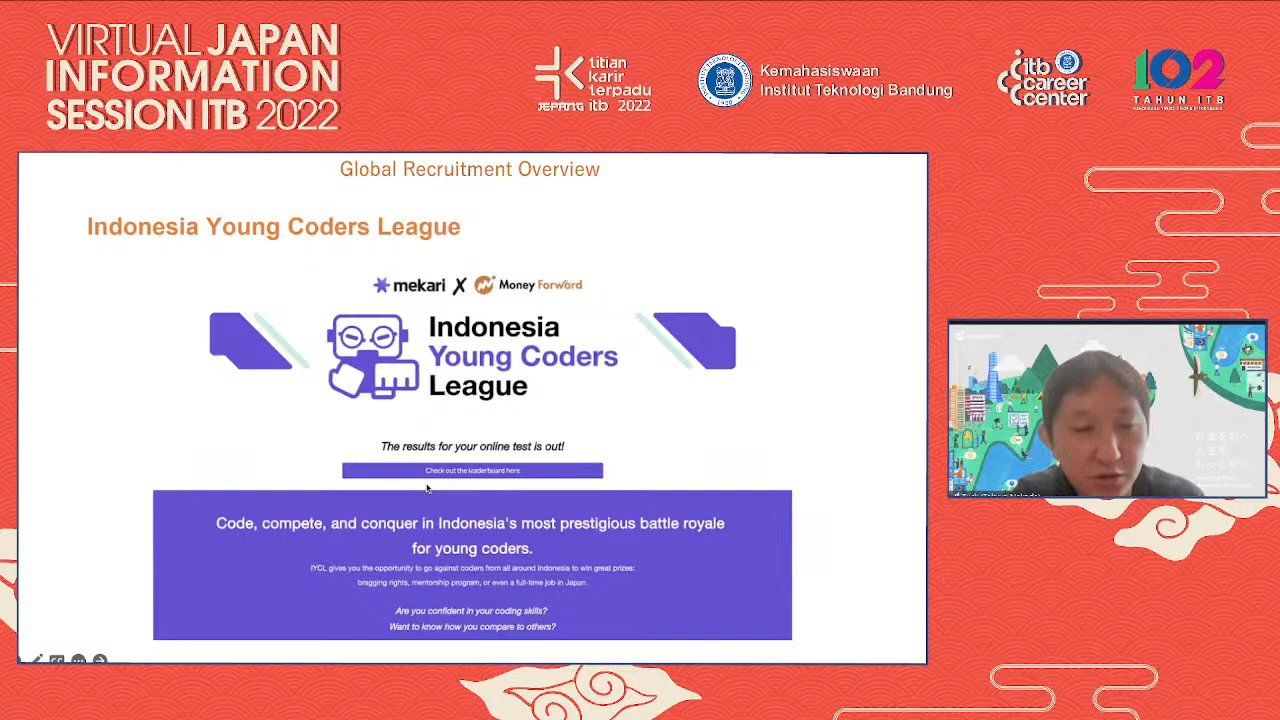 VIRTUAL JAPAN
INFORMATION
SESSION ITB 2022
titian
karir
terpadu
JEPANG itb 2022
Kemahasiswaan
Institut Teknologi Bandung
itb
career
center
102
TAHUN ITB
Global Recruitment Overview
Indonesia Young Coders League
mekari X Money Forward
Indonesia
Young Coders
League
The results for your online test is out!
Check out the leaderboard here
Code, compete, and conquer in Indonesia's most prestigious battle royale
for young coders.
IYCL gives you the opportunity to go against coders from all around Indonesia to win great prizes:
bragging rights, mentorship program, or even a full-time job in Japan.
Are you confident in your coding skills?
Want to know how you compare to others?